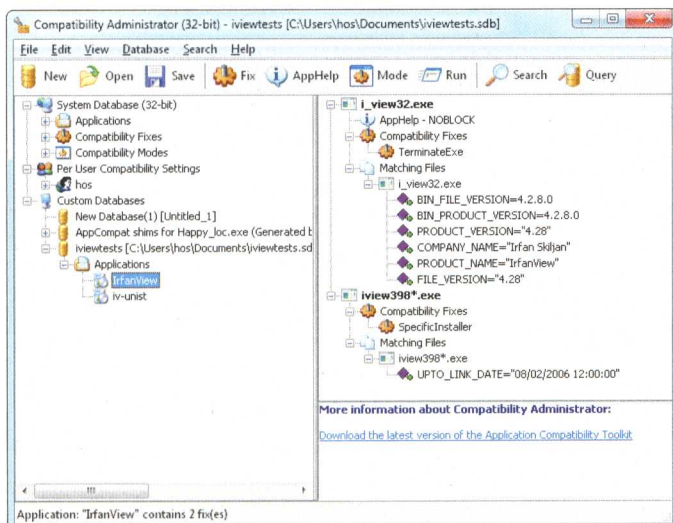 Compatibility Administrator (32-bit) - iviewtests [C:\Users\hos\Documents\iviewtests.sdb]
File Edit View Database Search Help
New Open Save Fix AppHelp Mode Run Search Query
System Database (32-bit)
Applications
Compatibility Fixes
Compatibility Modes
Per User Compatibility Settings
hos
Custom Databases
New Database(1) [Untitled_1]
AppCompat shims for Happy_loc.exe (Generated b
iviewtests [C:\Users\hos\Documents\iviewtests.sd
Applications
IrfanView
iv-unist
i_view32.exe
AppHelp - NOBLOCK
Compatibility Fixes
TerminateExe
Matching Files
i_view32.exe
BIN_FILE_VERSION=4.2.8.0
BIN_PRODUCT_VERSION=4.2.8.0
PRODUCT_VERSION="4.28"
COMPANY_NAME="Irfan Skiljan"
PRODUCT_NAME="IrfanView"
FILE_VERSION="4.28"
iview398*.exe
Compatibility Fixes
SpecificInstaller
Matching Files
iview398*.exe
UPTO_LINK_DATE="08/02/2006 12:00:00"
More information about Compatibility Administrator:
Download the latest version of the Application Compatibility Toolkit
Application: "IrfanView" contains 2 fix(es)